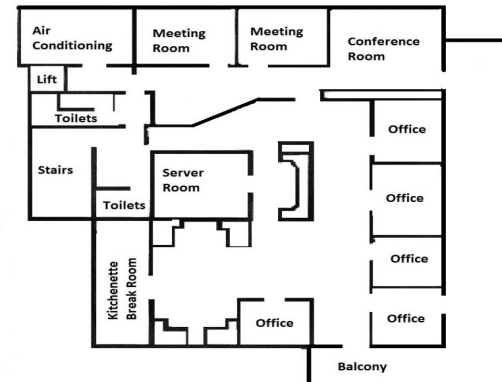 Air
Conditioning
Meeting
Room
Meeting
Room
Conference
Room
Lift
Toilets
Office
Stairs
Server
Room
Office
Toilets
Kitchenette
Break Room
Office
Office
Office
Balcony